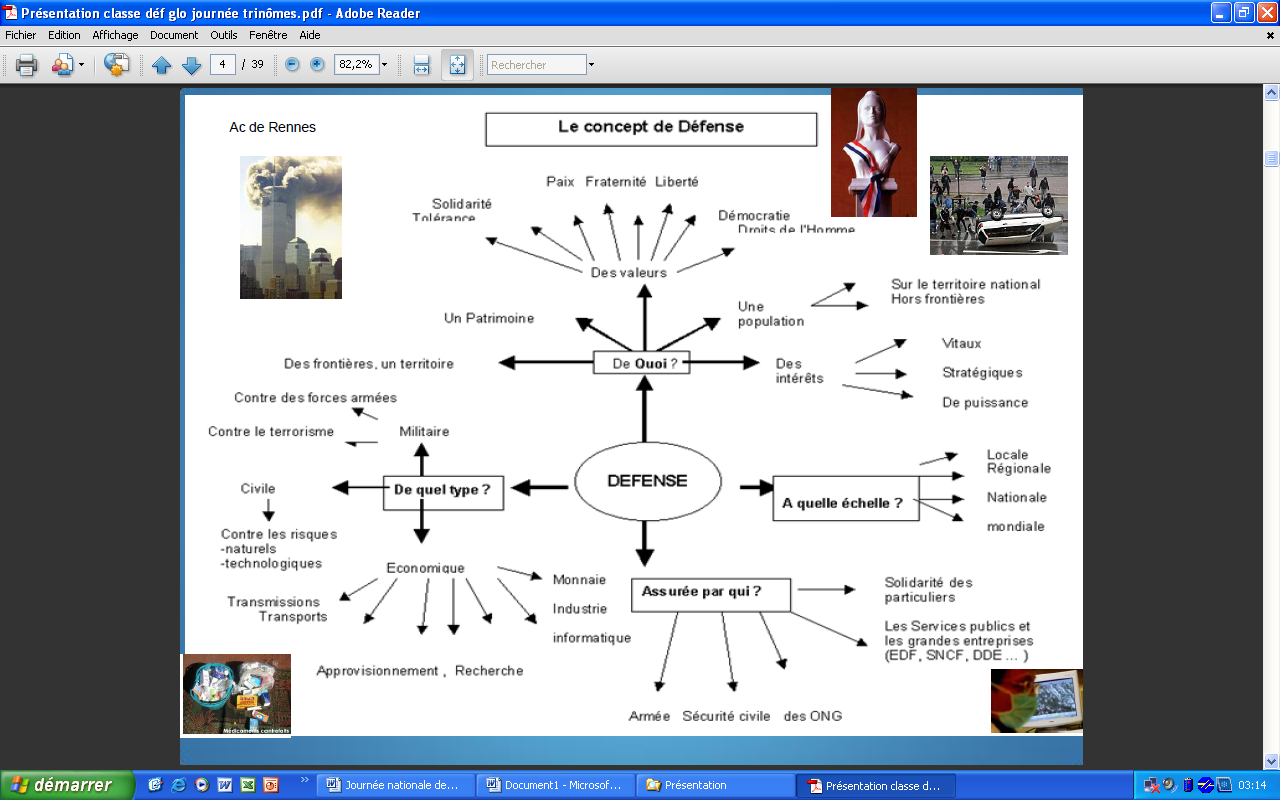 Présentation classe déf glo journée trinômes.pdf - Adobe Reader
Fichier Edition Affichage Document Outils Fenêtre Aide
4 / 39 82,2% Rechercher
Ac de Rennes
Le concept de Défense
Paix Fraternité Liberté
Solidarité
Tolérance
Démocratie
Droits de l'Homme
Des valeurs
Un Patrimoine
Une
population
Sur le territoire national
Hors frontières
De Quoi ?
Des frontières, un territoire
Des
intérêts
Vitaux
Stratégiques
De puissance
Contre des forces armées
Contre le terrorisme
Militaire
DEFENSE
De quel type ?
Civile
Contre les risques
-naturels
-technologiques
A quelle échelle ?
Locale
Régionale
Nationale
mondiale
Economique
Monnaie
Industrie
informatique
Transmissions
Transports
Approvisionnement , Recherche
Assurée par qui ?
Solidarité des
particuliers
Les Services publics et
les grandes entreprises
(EDF, SNCF, DDE ... )
Armée Sécurité civile des ONG
Médicaments contrefaits
démarrer
Journée nationale de...
Document1 - Microsof...
Présentation
Présentation classe d...
03:14